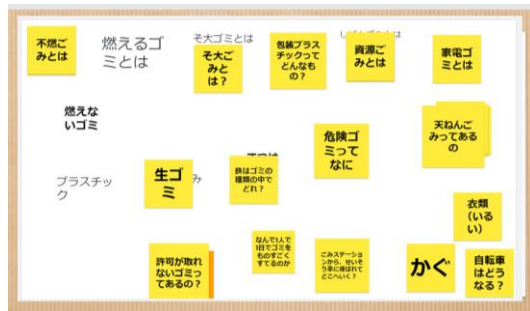 不燃ご
みとは
燃えるゴ
ミとは
そ大ゴミとは
そ大ご
みと
は？
包装プラス
チックって
どんなも
の？
資源ご
みとは
家電ゴ
ミとは
燃えな
いゴミ
危険ゴ
ミって
なに
天ねんご
みってある
の
プラスチッ
ク
生ゴ
ミ
み
鉄はゴミの
種類の中で
どれ？
衣類
（いる
い）
許可が取れ
ないゴミっ
てあるの？
なんで1人で
1日でゴミを
ものすごく
すてるのか
ごみステーショ
ンから、せいそ
う車に運ばれて
どこへいく？
かぐ
自転車
はどう
なる？